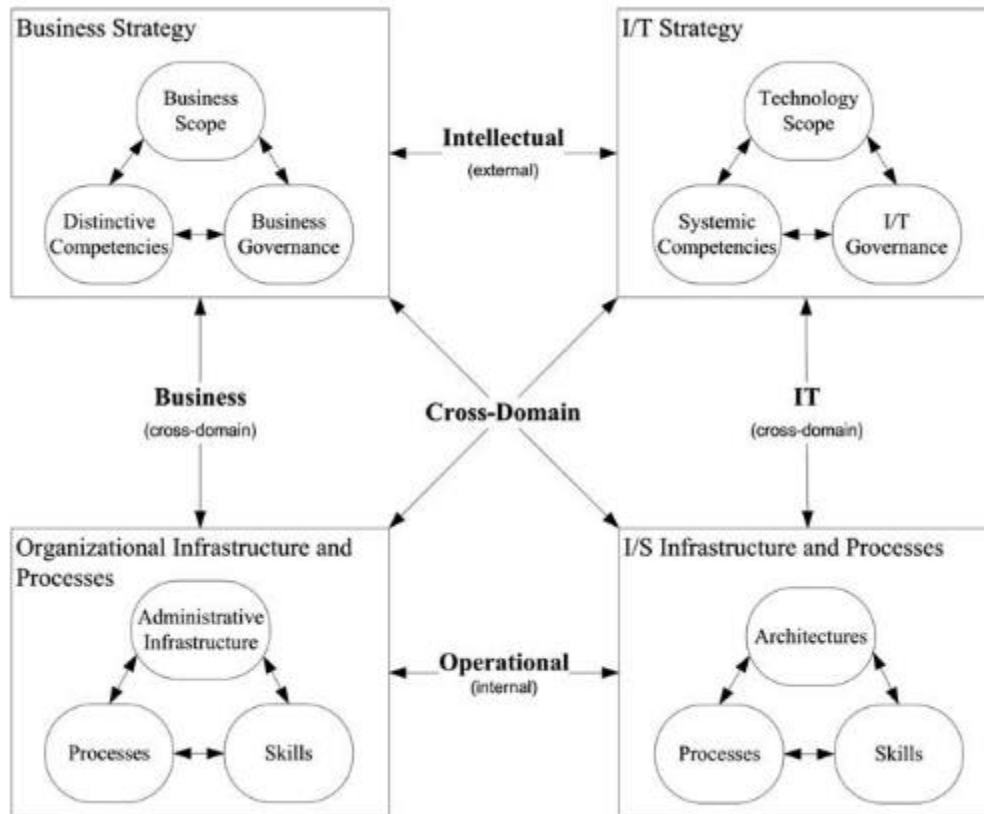 Business Strategy
I/T Strategy
Business
Scope
Technology
Scope
Intellectual
(external)
Distinctive
Competencies
Business
Governance
Systemic
Competencies
I/T
Governance
Business
(cross-domain)
Cross-Domain
IT
(cross-domain)
Organizational Infrastructure and
Processes
I/S Infrastructure and Processes
Administrative
Infrastructure
Architectures
Operational
(internal)
Processes
Skills
Processes
Skills